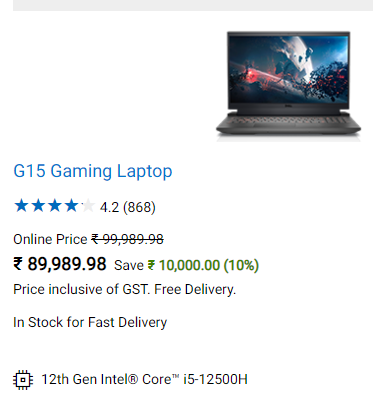 G15 Gaming Laptop
4.2 (868)
Online Price ₹ 99,989.98
₹ 89,989.98 Save ₹ 10,000.00 (10%)
Price inclusive of GST. Free Delivery.
In Stock for Fast Delivery
12th Gen Intel® Core™ i5-12500H